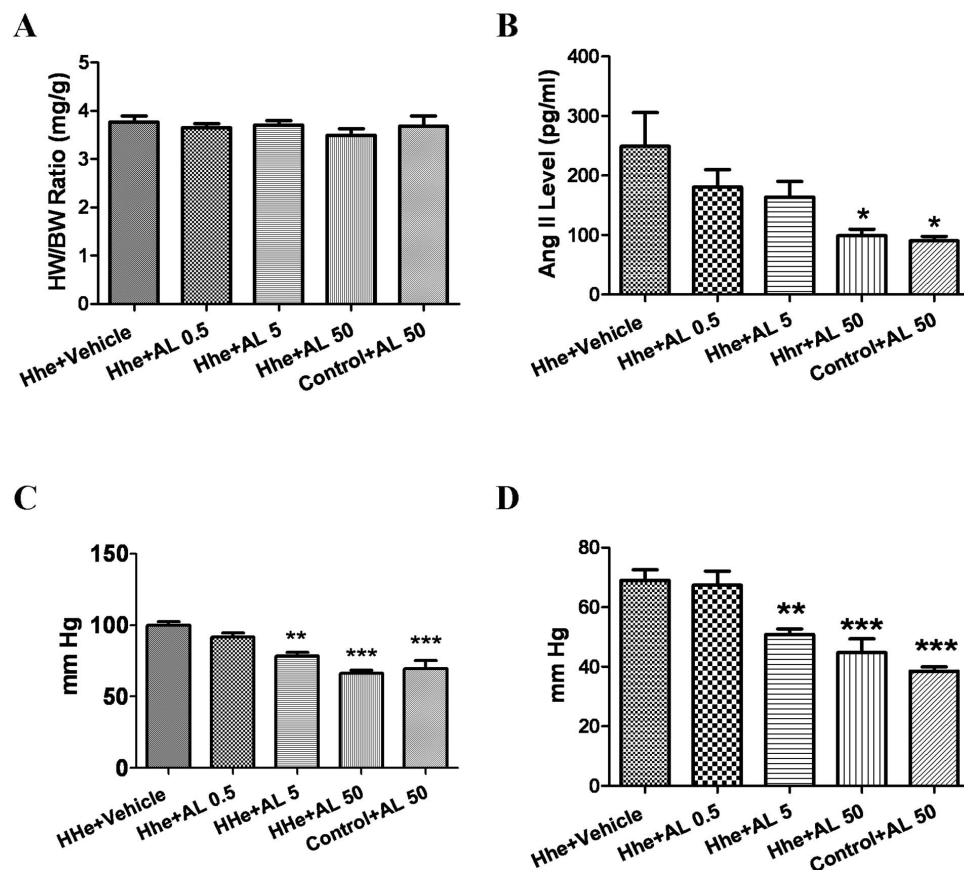 A
HW/BW Ratio (mg/g)
5
4
3
2
1
0
Hhe+Vehicle
Hhe+AL 0.5
Hhe+AL 5
Hhe+AL 50
Control+AL 50
B
Ang II Level (pg/ml)
400
300
200
100
0
*
*
Hhe+Vehicle
Hhe+AL 0.5
Hhe+AL 5
Hhr+AL 50
Control+AL 50
C
mm Hg
150
100
50
0
**
***
***
HHe+Vehicle
Hhe+AL 0.5
HHe+AL 5
HHe+AL 50
Control+AL 50
D
mm Hg
80
60
40
20
0
**
***
***
Hhe+Vehicle
Hhe+AL 0.5
Hhe+AL 5
Hhe+AL 50
Control+AL 50